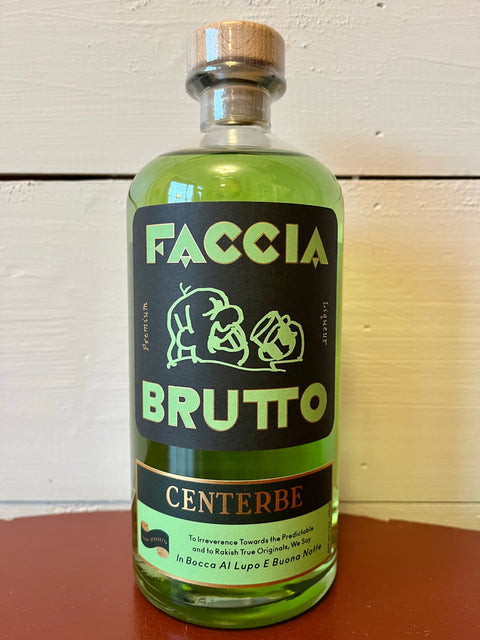 FACCIA
Premium
Liqueur
BRUTTO
CENTERBE
To Irreverence Towards the Predictable
and to Rakish True Originals, We Say
In Bocca Al Lupo E Buona Notte